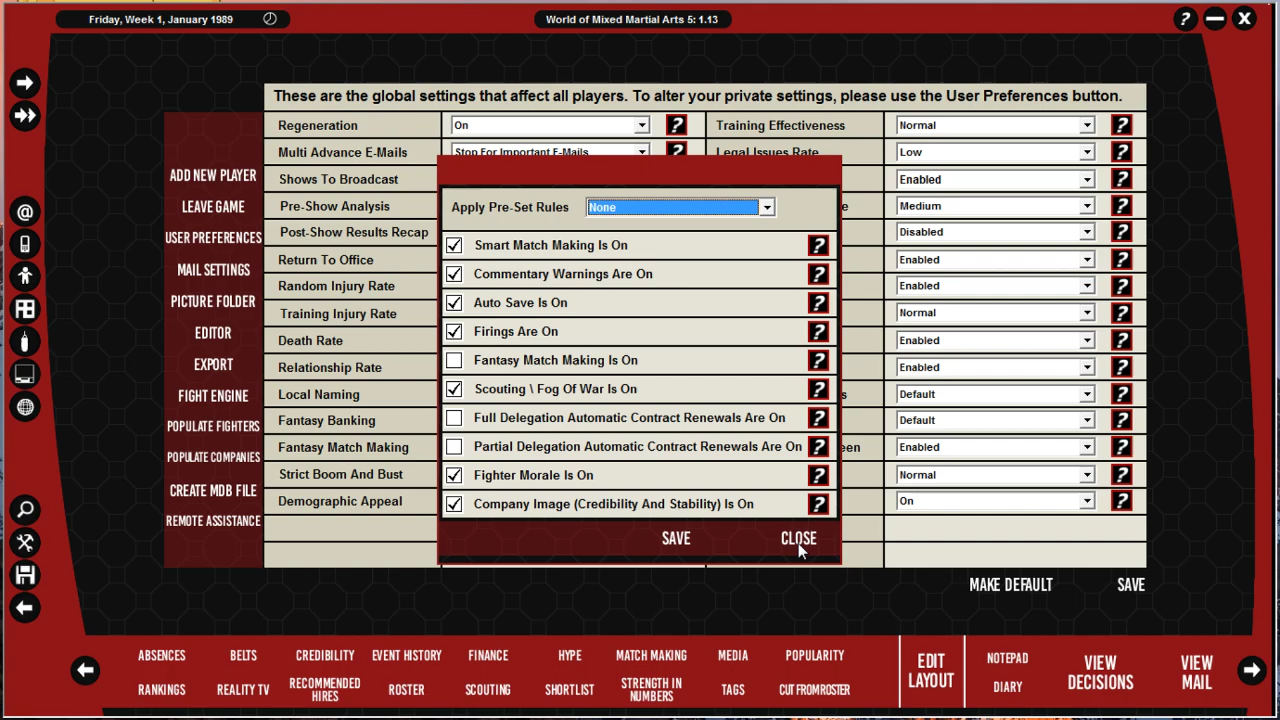 Friday, Week 1, January 1989
World of Mixed Martial Arts 5: 1.13
?
X
These are the global settings that affect all players. To alter your private settings, please use the User Preferences button.
ADD NEW PLAYER
LEAVE GAME
USER PREFERENCES
MAIL SETTINGS
PICTURE FOLDER
EDITOR
EXPORT
FIGHT ENGINE
POPULATE FIGHTERS
POPULATE COMPANIES
CREATE MDB FILE
REMOTE ASSISTANCE
Regeneration On ? Training Effectiveness Normal ?
Multi Advance E-Mails Stop For Important E-Mails ? Legal Issues Rate Low ?
Shows To Broadcast Enabled ?
Pre-Show Analysis Medium ?
Post-Show Results Recap Disabled ?
Return To Office Enabled ?
Random Injury Rate Enabled ?
Training Injury Rate Normal ?
Death Rate Enabled ?
Relationship Rate Enabled ?
Local Naming Default ?
Fantasy Banking Default ?
Fantasy Match Making een Enabled ?
Strict Boom And Bust Normal ?
Demographic Appeal On ?
Apply Pre-Set Rules None
Smart Match Making Is On ?
Commentary Warnings Are On ?
Auto Save Is On ?
Firings Are On ?
Fantasy Match Making Is On ?
Scouting \ Fog Of War Is On ?
Full Delegation Automatic Contract Renewals Are On ?
Partial Delegation Automatic Contract Renewals Are On ?
Fighter Morale Is On ?
Company Image (Credibility And Stability) Is On ?
SAVE CLOSE
MAKE DEFAULT SAVE
ABSENCES BELTS CREDIBILITY EVENT HISTORY FINANCE HYPE MATCH MAKING MEDIA POPULARITY
RANKINGS REALITY TV RECOMMENDED HIRES ROSTER SCOUTING SHORTLIST STRENGTH IN NUMBERS TAGS CUT FROM ROSTER
EDIT LAYOUT
NOTEPAD
DIARY
VIEW DECISIONS
VIEW MAIL